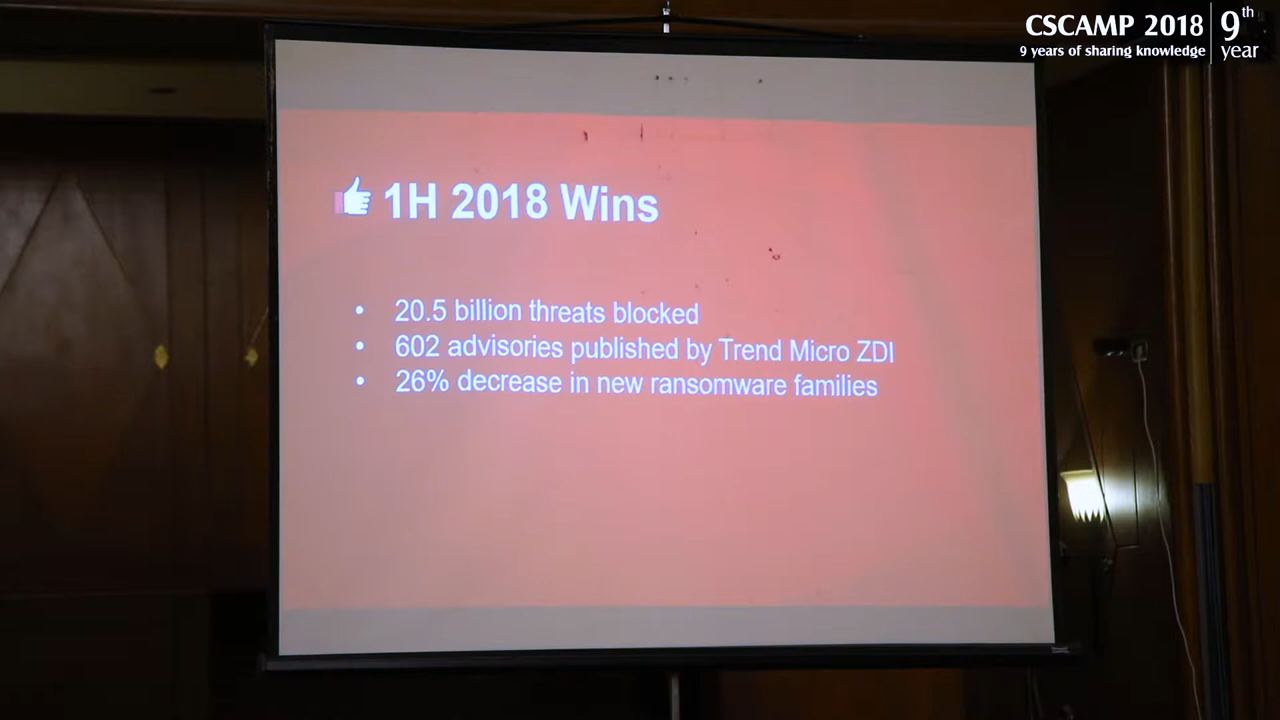 CSCAMP 2018
9 years of sharing knowledge
9th
year
1H 2018 Wins
• 20.5 billion threats blocked
• 602 advisories published by Trend Micro ZDI
• 26% decrease in new ransomware families